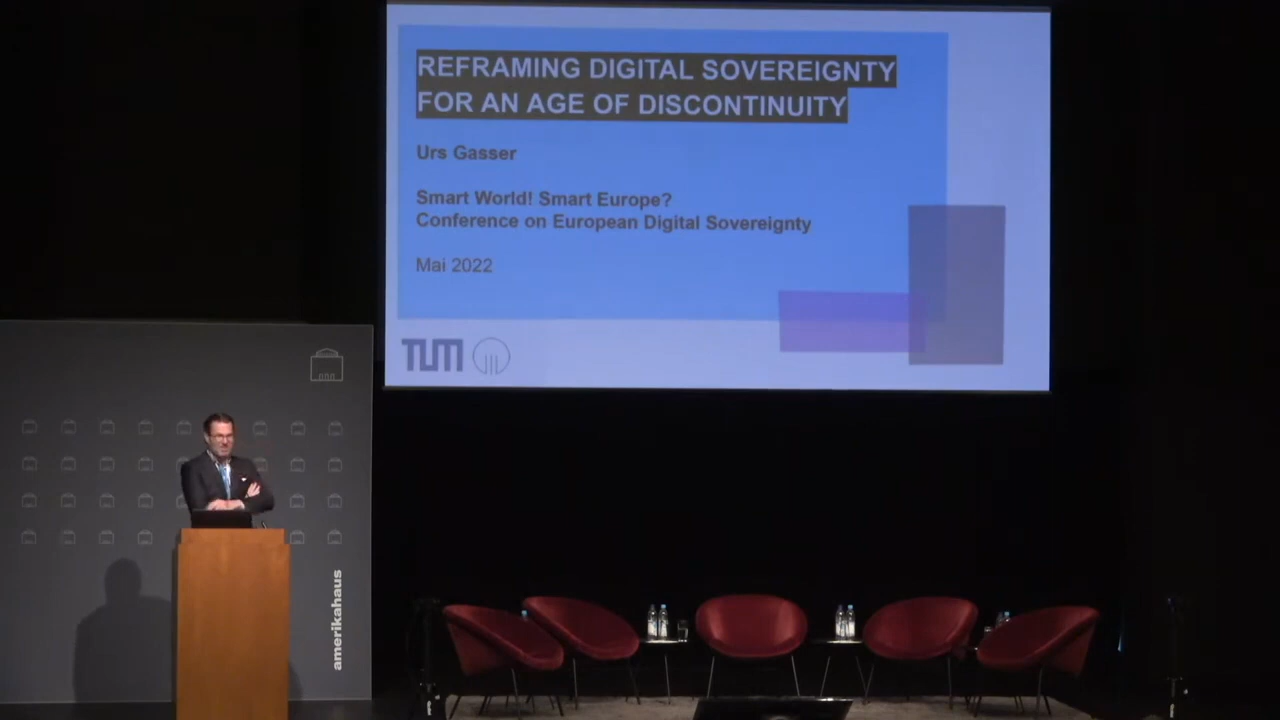 REFRAMING DIGITAL SOVEREIGNTY
FOR AN AGE OF DISCONTINUITY
Urs Gasser
Smart World! Smart Europe?
Conference on European Digital Sovereignty
Mai 2022
TUM
amerikahaus